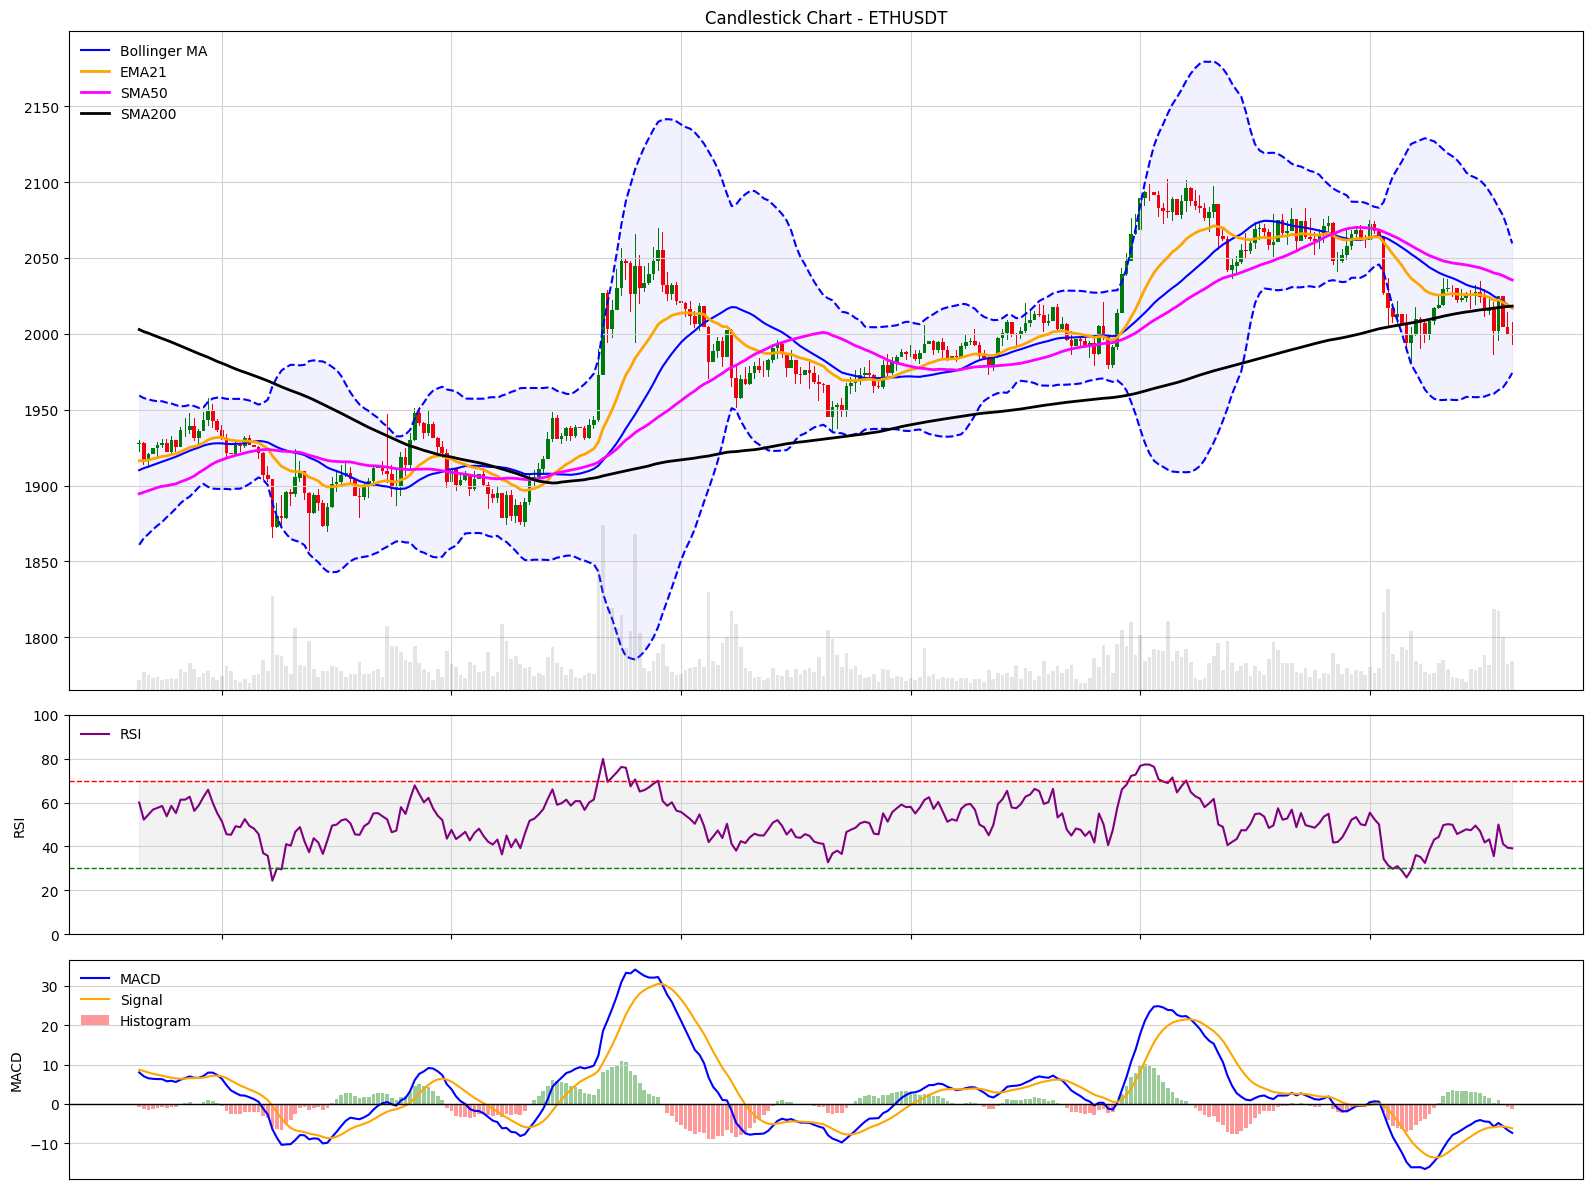 Candlestick Chart - ETHUSDT
Bollinger MA
EMA21
SMA50
SMA200
2150
2100
2050
2000
1950
1900
1850
1800
RSI
100
80
60
40
20
0
RSI
MACD
Signal
Histogram
30
20
10
0
−10
MACD